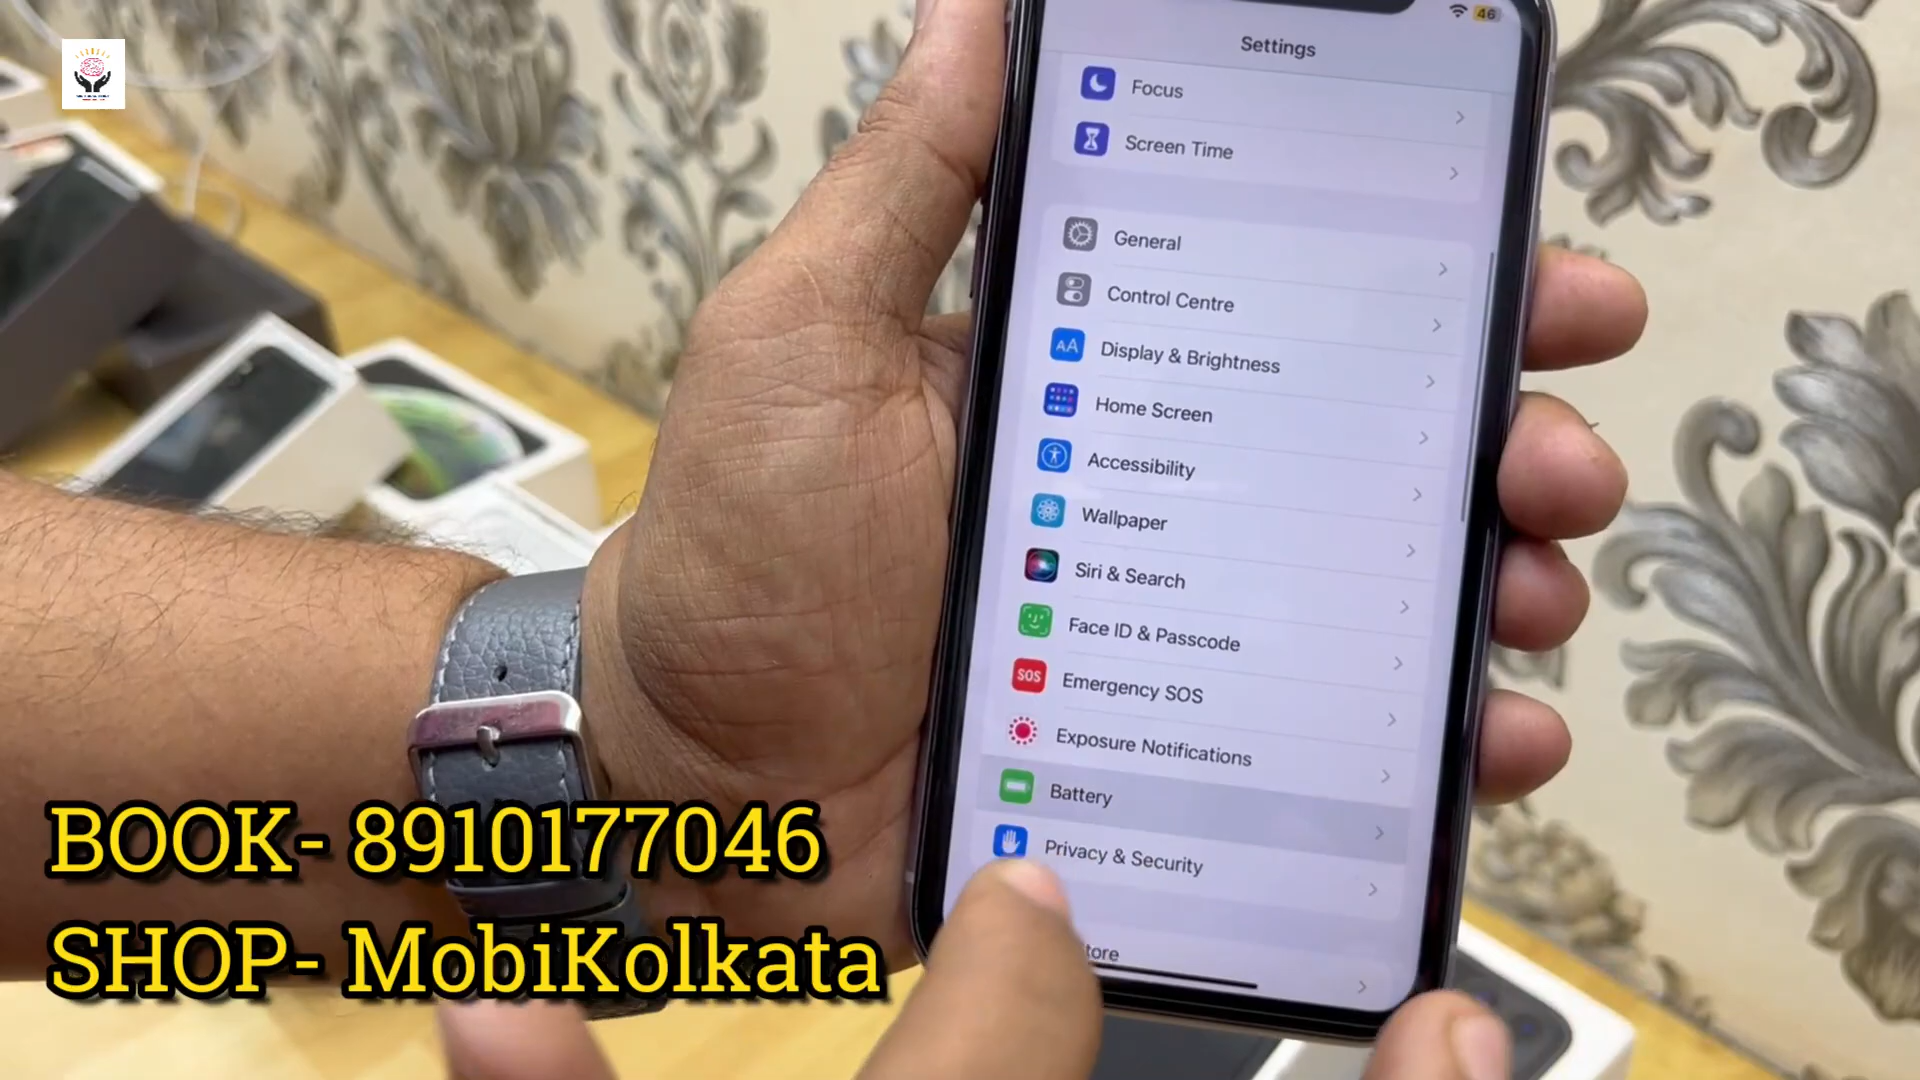 46
Settings
Focus
Screen Time
General
Control Centre
AA
Display & Brightness
Home Screen
Accessibility
Wallpaper
Siri & Search
Face ID & Passcode
SOS
Emergency SOS
Exposure Notifications
Battery
Privacy & Security
BOOK- 8910177046
SHOP- MobiKolkata